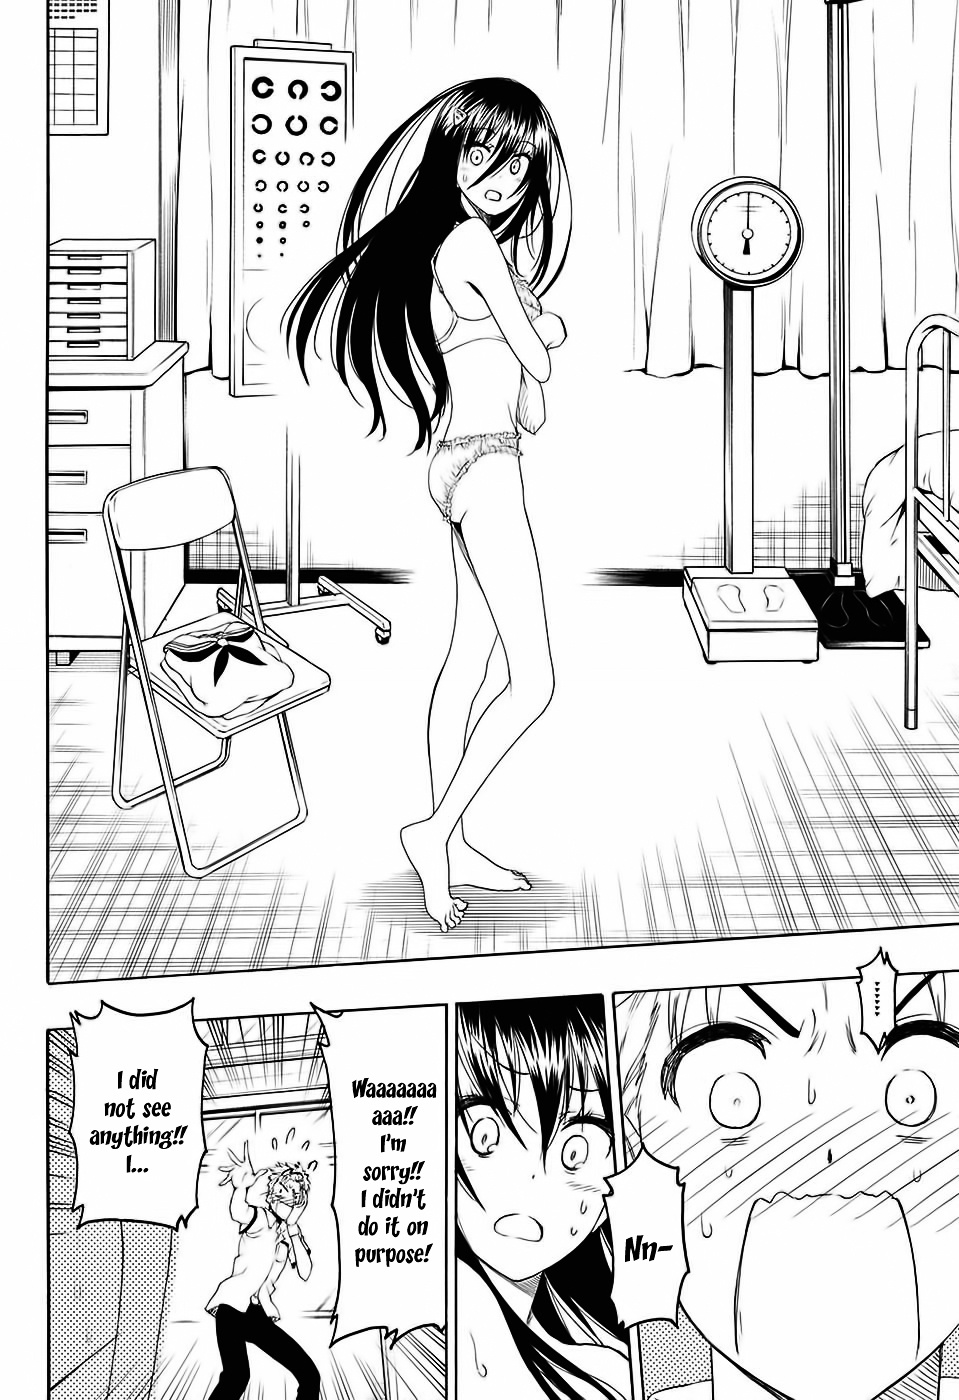 Nn-
Waaaaaaa
aaa!!
I'm
sorry!!
I didn't
do it on
purpose!
I did
not see
anything!!
I...